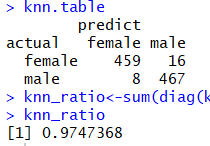 > knn.table
predict
actual female male
female 459 16
male 8 467
> knn_ratio<-sum(diag(
> knn_ratio
[1] 0.9747368